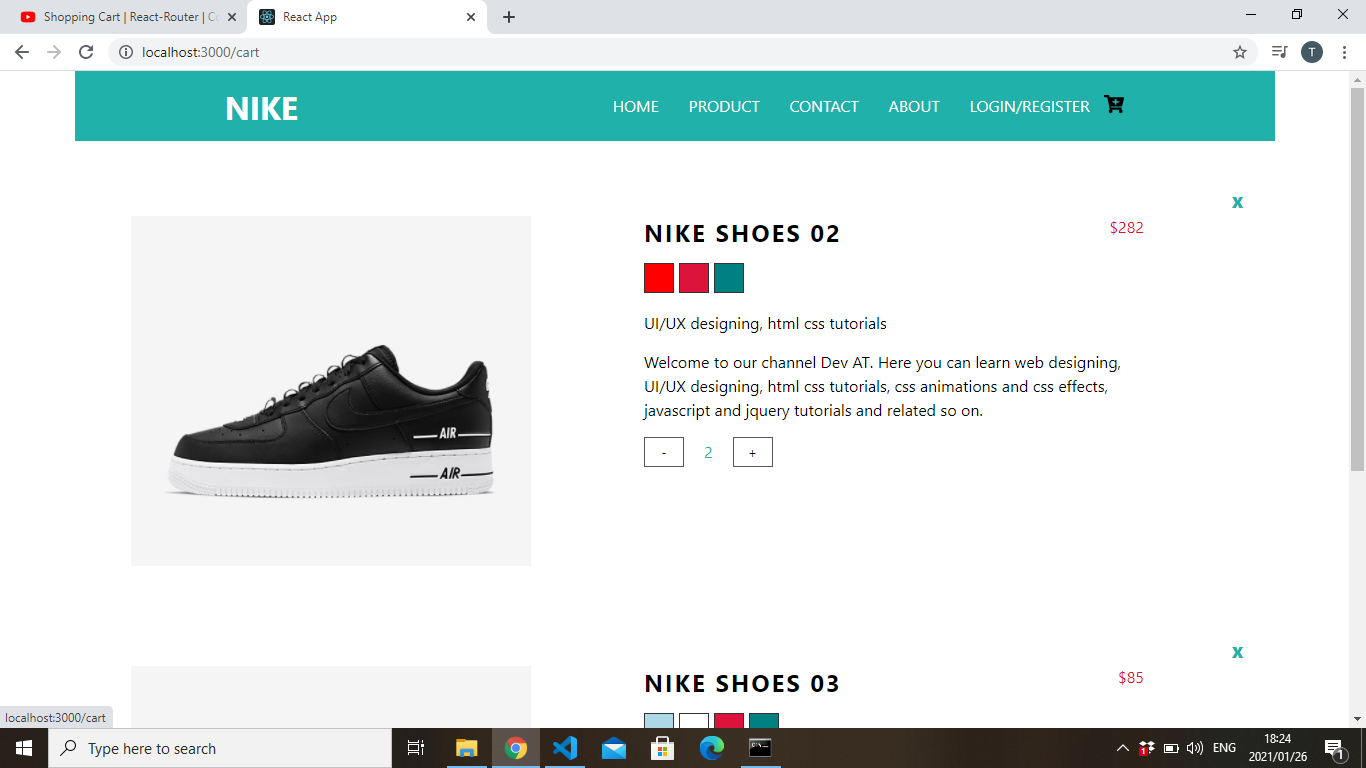 Shopping Cart | React-Router | Co
React App
localhost:3000/cart
T
NIKE
HOME PRODUCT CONTACT ABOUT LOGIN/REGISTER
X
NIKE SHOES 02
$282
UI/UX designing, html css tutorials
Welcome to our channel Dev AT. Here you can learn web designing,
UI/UX designing, html css tutorials, css animations and css effects,
javascript and jquery tutorials and related so on.
- 2 +
AIR
AIR
X
NIKE SHOES 03
$85
localhost:3000/cart
Type here to search
ENG
18:24
2021/01/26
1